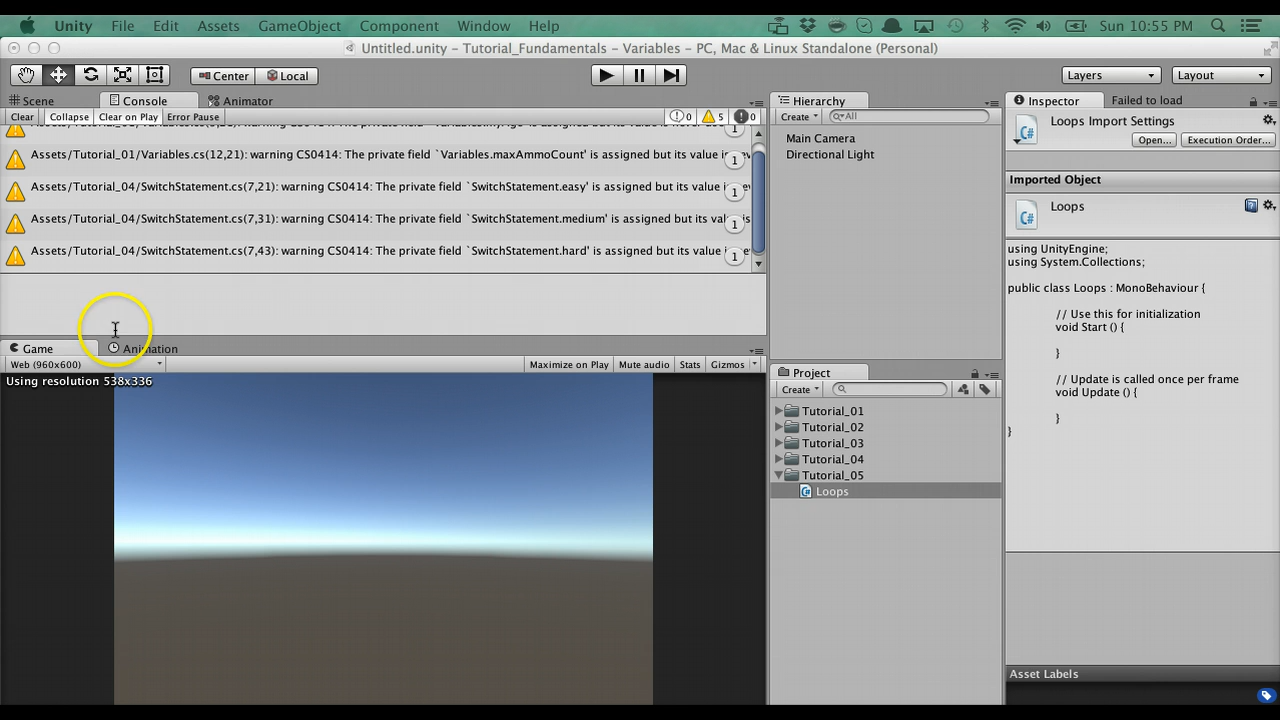 Unity File Edit Assets GameObject Component Window Help Sun 10:55 PM
Untitled.unity – Tutorial_Fundamentals – Variables – PC, Mac & Linux Standalone (Personal)
Center Local Layers Layout
Scene Console Animator
Clear Collapse Clear on Play Error Pause 0 5 0
1
Assets/Tutorial_01/Variables.cs(12,21): warning CS0414: The private field `Variables.maxAmmoCount' is assigned but its value is 1
Assets/Tutorial_04/SwitchStatement.cs(7,21): warning CS0414: The private field `SwitchStatement.easy' is assigned but its value is 1
Assets/Tutorial_04/SwitchStatement.cs(7,31): warning CS0414: The private field `SwitchStatement.medium' is assigned but its 1
Assets/Tutorial_04/SwitchStatement.cs(7,43): warning CS0414: The private field `SwitchStatement.hard' is assigned but its value 1
Game Animation
Web (960x600) Maximize on Play Mute audio Stats Gizmos
Using resolution 538x336
Hierarchy
Create All
Main Camera
Directional Light
Project
Create
Tutorial_01
Tutorial_02
Tutorial_03
Tutorial_04
Tutorial_05
C# Loops
Inspector Failed to load
C# Loops Import Settings
Open... Execution Order...
Imported Object
C# Loops
using UnityEngine;
using System.Collections;
public class Loops : MonoBehaviour {
// Use this for initialization
void Start () {
}
// Update is called once per frame
void Update () {
}
}
Asset Labels